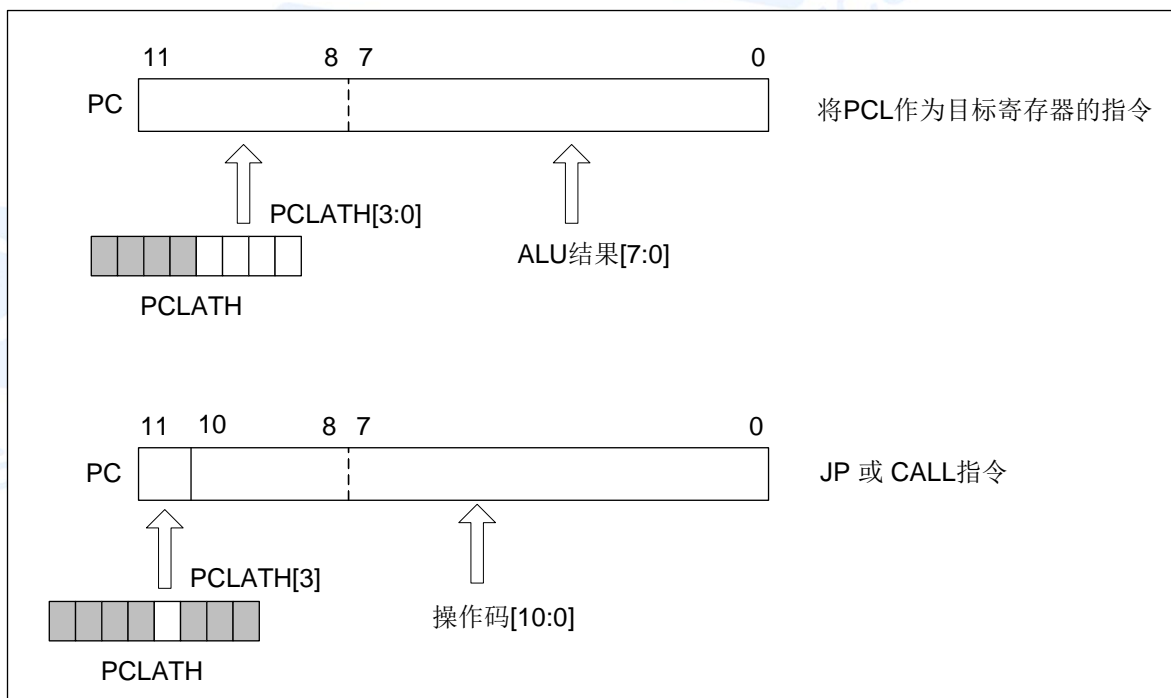 11 8 7 0
PC
将PCL作为目标寄存器的指令
PCLATH[3:0]
ALU结果[7:0]
PCLATH
11 10 8 7 0
PC
JP 或 CALL指令
PCLATH[3]
操作码[10:0]
PCLATH